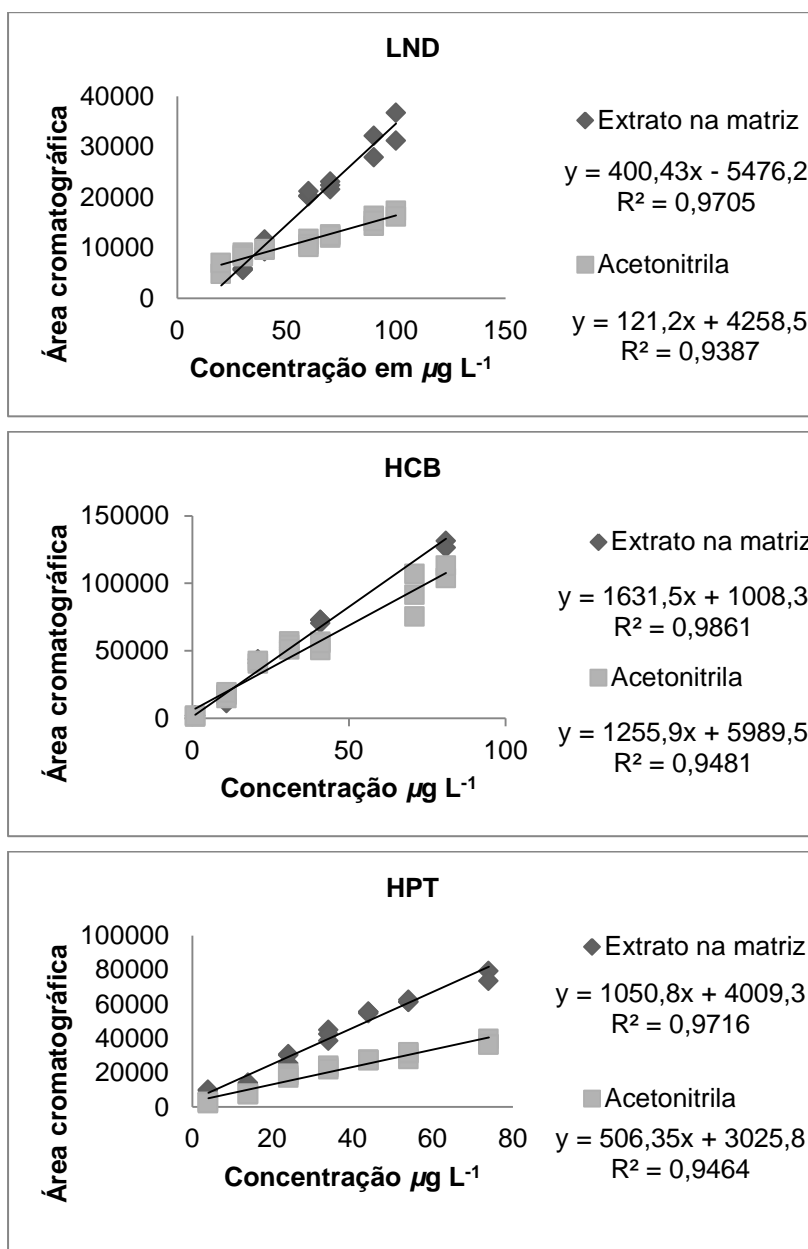 LND
Área cromatográfica
40000
30000
20000
10000
0
0 50 100 150
Concentração em µg L-1
Extrato na matriz
y = 400,43x - 5476,2
R² = 0,9705
Acetonitrila
y = 121,2x + 4258,5
R² = 0,9387
HCB
Área cromatográfica
150000
100000
50000
0
0 50 100
Concentração µg L-1
Extrato na matriz
y = 1631,5x + 1008,3
R² = 0,9861
Acetonitrila
y = 1255,9x + 5989,5
R² = 0,9481
HPT
Área cromatográfica
100000
80000
60000
40000
20000
0
0 20 40 60 80
Concentração µg L-1
Extrato na matriz
y = 1050,8x + 4009,3
R² = 0,9716
Acetonitrila
y = 506,35x + 3025,8
R² = 0,9464